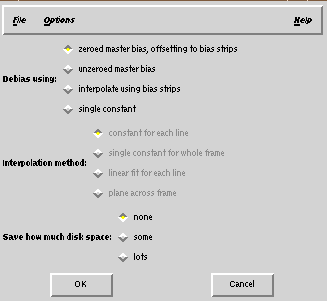 File Options Help
zeroed master bias, offsetting to bias strips
unzeroed master bias
Debias using:
interpolate using bias strips
single constant
constant for each line
single constant for whole frame
Interpolation method:
linear fit for each line
plane across frame
none
Save how much disk space: some
lots
OK Cancel